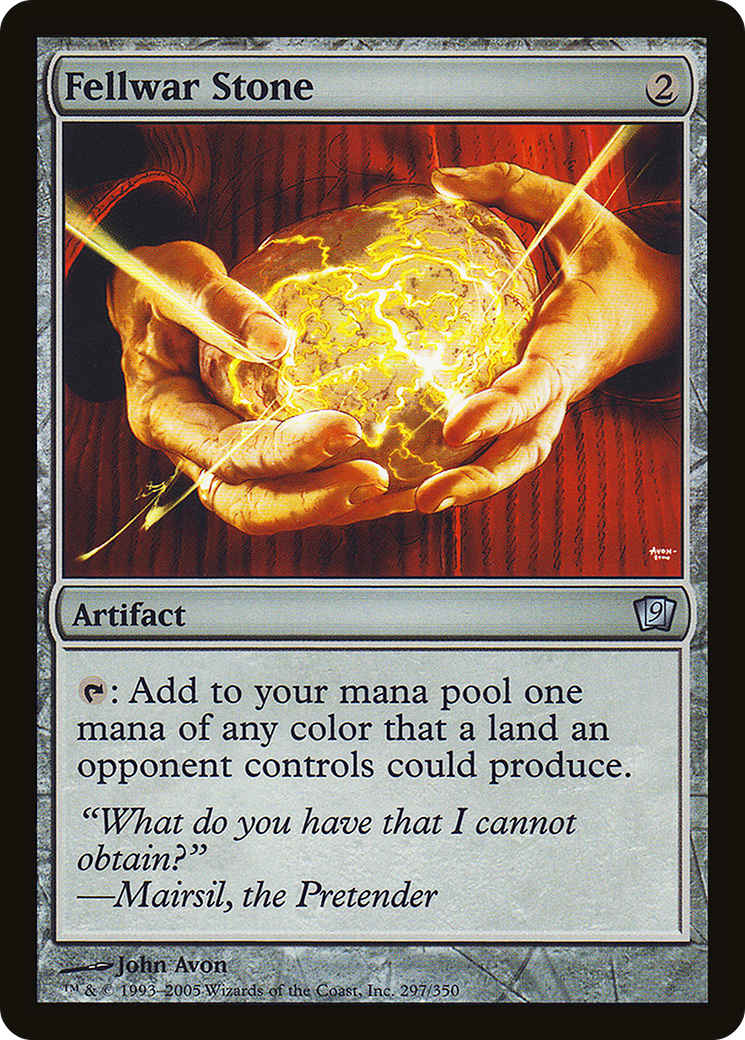 Fellwar Stone
2
AVON-
2000
Artifact
9
: Add to your mana pool one
mana of any color that a land an
opponent controls could produce.
“What do you have that I cannot
obtain?”
—Mairsil, the Pretender
John Avon
™ & © 1993–2005 Wizards of the Coast, Inc. 297/350